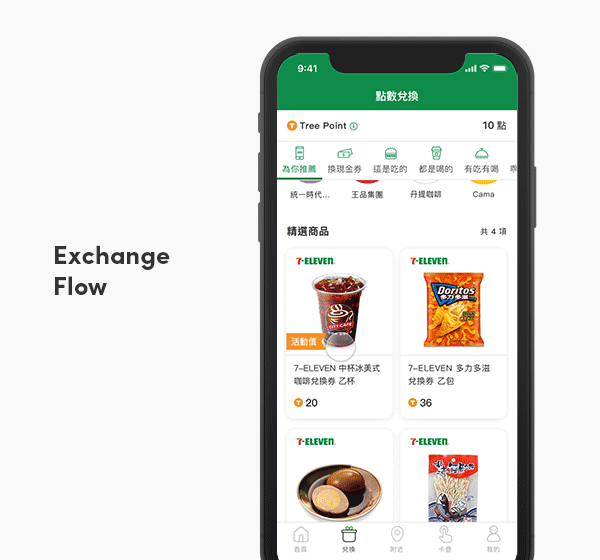 Exchange
Flow
9:41
點數兌換
Tree Point
10 點
為你推薦
換現金券
這是吃的
都是喝的
有吃有喝
統一時代...
王品集團
丹提咖啡
Cama
精選商品
共 4 項
7-ELEVEN
CITY CAFE
活動價
7-ELEVEN 中杯冰美式
咖啡兌換券 乙杯
20
7-ELEVEN
Doritos
多力多滋
7-ELEVEN 多力多滋
兌換券 乙包
36
7-ELEVEN
7-ELEVEN
首頁
兌換
附近
卡登
我的